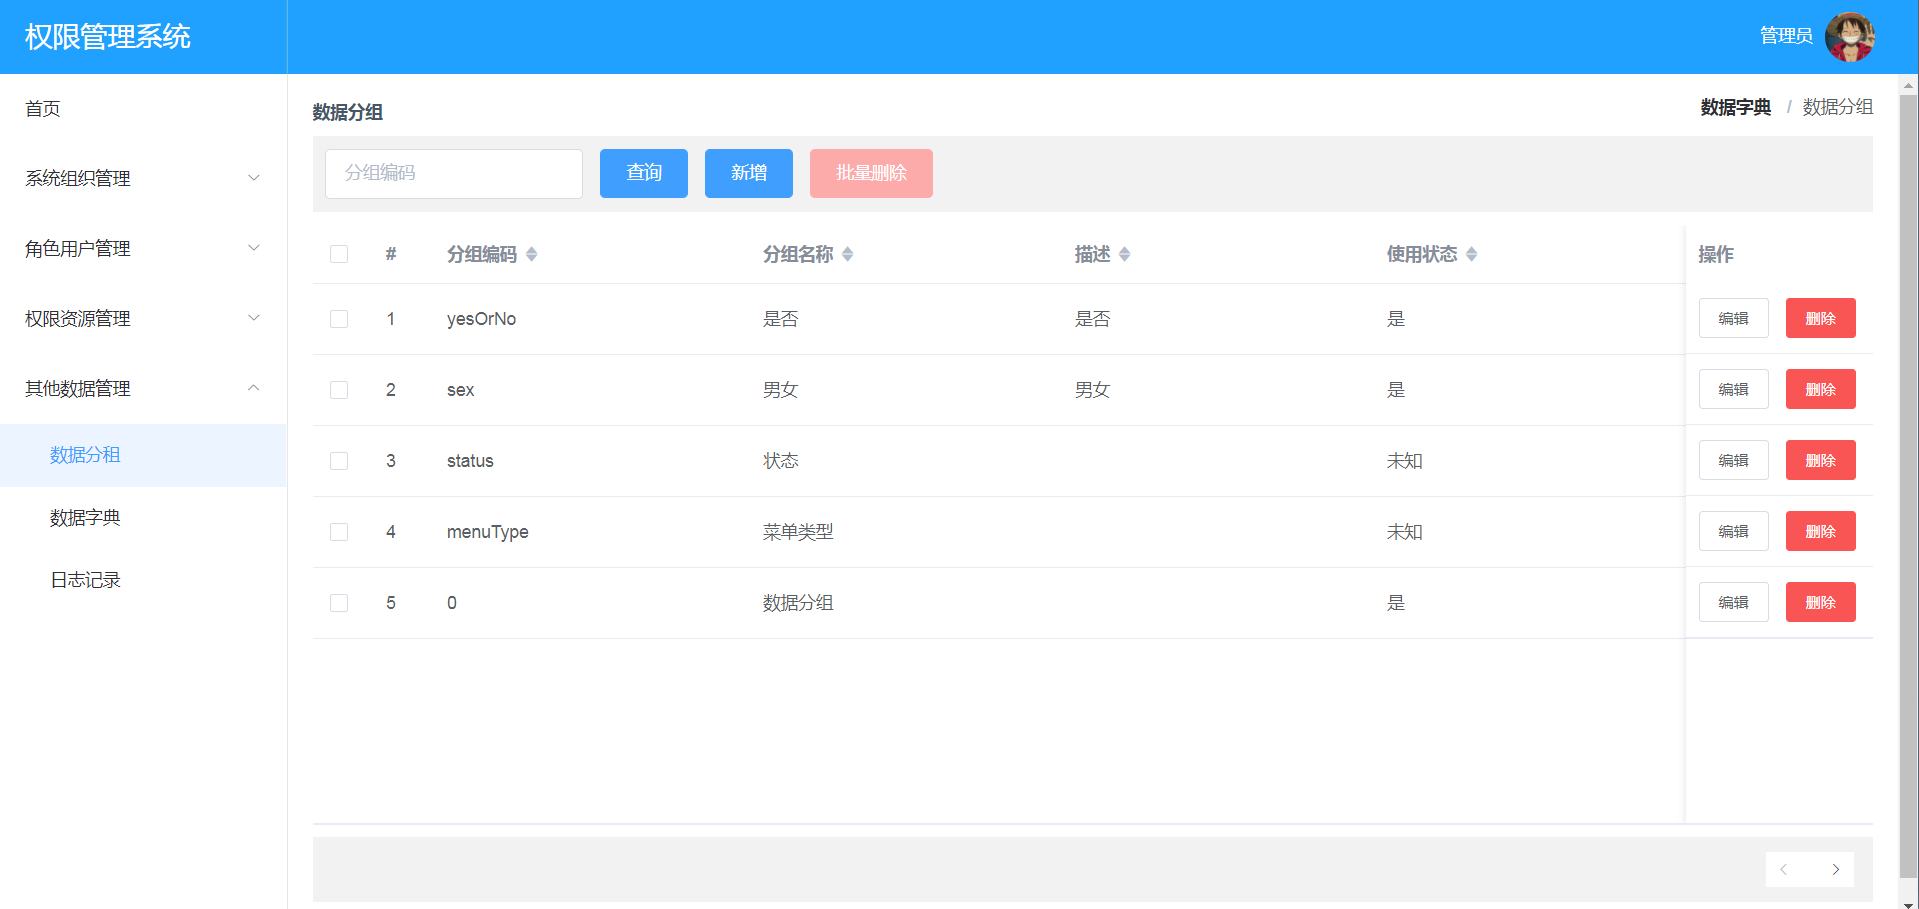 权限管理系统
管理员
首页
系统组织管理
角色用户管理
权限资源管理
其他数据管理
数据分租
数据字典
日志记录
数据分组
数据字典 / 数据分组
分组编码 查询 新增 批量删除
# 分组编码 分组名称 描述 使用状态 操作
1 yesOrNo 是否 是否 是 编辑 删除
2 sex 男女 男女 是 编辑 删除
3 status 状态 未知 编辑 删除
4 menuType 菜单类型 未知 编辑 删除
5 0 数据分组 是 编辑 删除